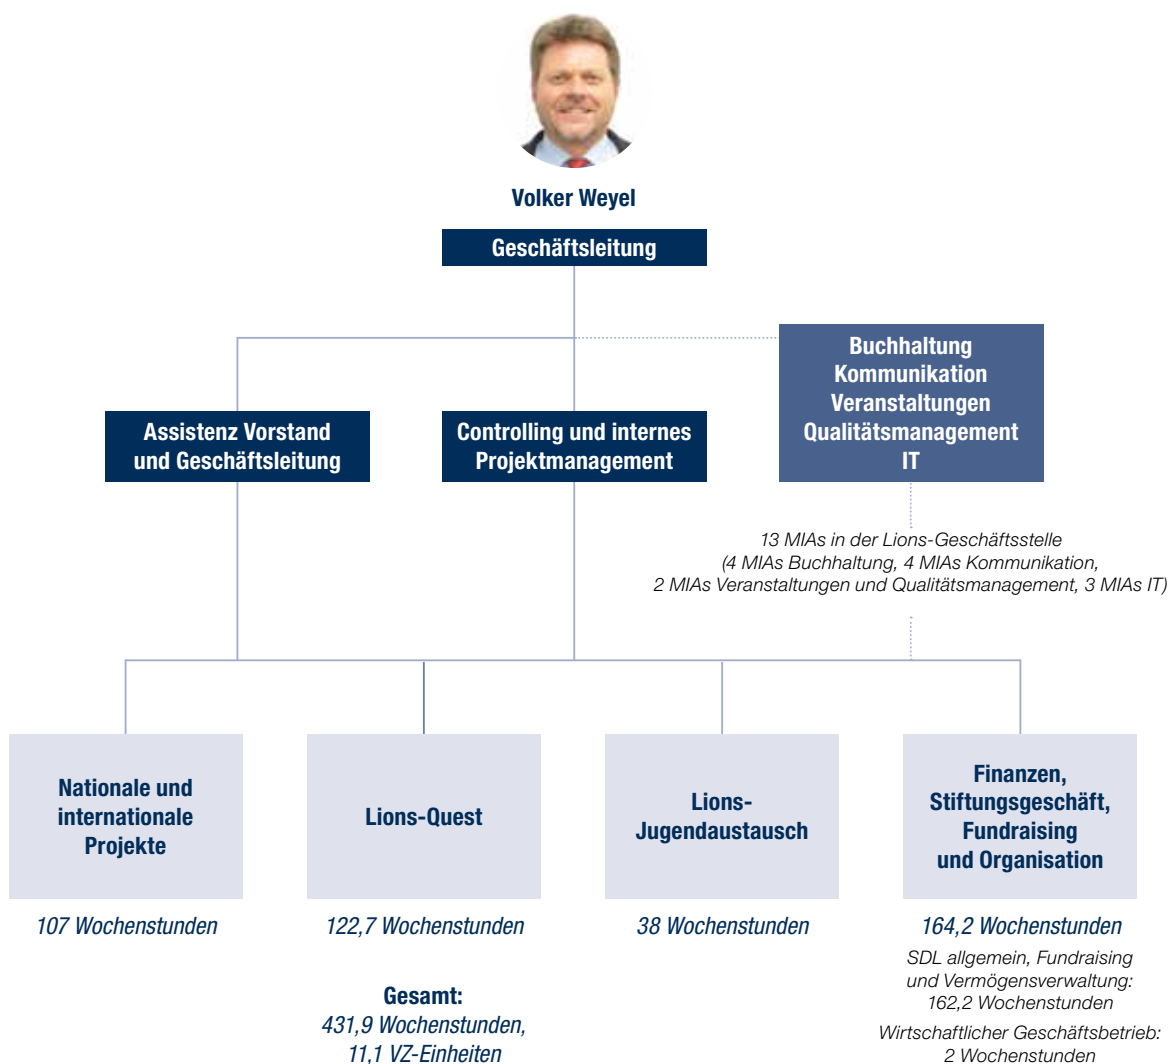 Volker Weyel
Geschäftsleitung
Buchhaltung
Kommunikation
Veranstaltungen
Qualitätsmanagement
IT
Assistenz Vorstand
und Geschäftsleitung
Controlling und internes
Projektmanagement
13 MIAs in der Lions-Geschäftsstelle
(4 MIAs Buchhaltung, 4 MIAs Kommunikation,
2 MIAs Veranstaltungen und Qualitätsmanagement, 3 MIAs IT)
Nationale und
internationale
Projekte
107 Wochenstunden
Lions-Quest
122,7 Wochenstunden
Lions-
Jugendaustausch
38 Wochenstunden
Finanzen,
Stiftungsgeschäft,
Fundraising
und Organisation
164,2 Wochenstunden
SDL allgemein, Fundraising
und Vermögensverwaltung:
162,2 Wochenstunden
Wirtschaftlicher Geschäftsbetrieb:
2 Wochenstunden
Gesamt:
431,9 Wochenstunden,
11,1 VZ-Einheiten